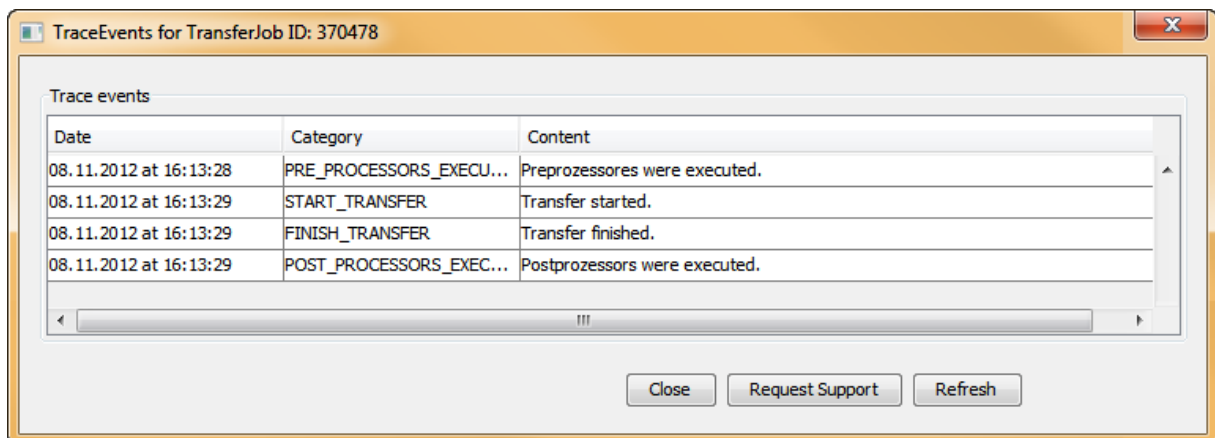 TraceEvents for TransferJob ID: 370478
Trace events
Date Category Content
08.11.2012 at 16:13:28 PRE_PROCESSORS_EXECU... Preprozessores were executed.
08.11.2012 at 16:13:29 START_TRANSFER Transfer started.
08.11.2012 at 16:13:29 FINISH_TRANSFER Transfer finished.
08.11.2012 at 16:13:29 POST_PROCESSORS_EXEC... Postprozessors were executed.
Close Request Support Refresh